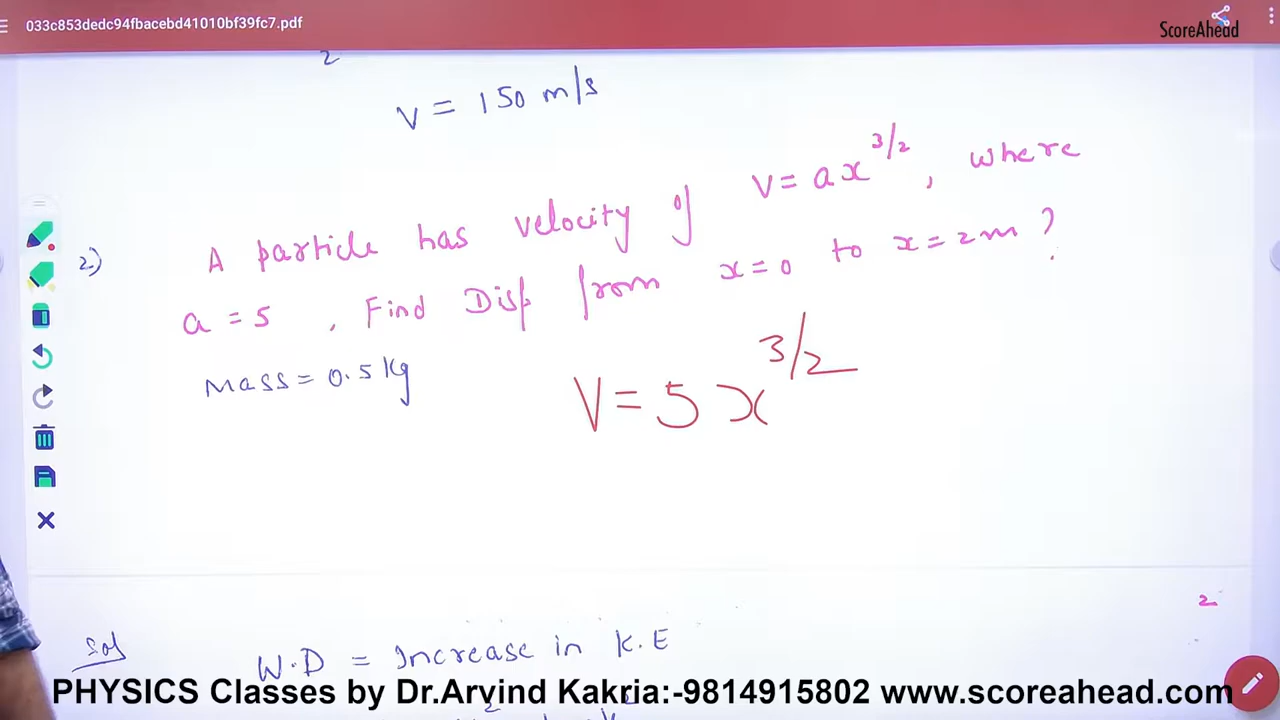 033c853dedc94fbacebd41010bf39fc7.pdf
ScoreAhead
2
V = 150 m/s
2.) A particle has velocity of V = ax^3/2, where
a = 5, Find Disp from x = 0 to x = 2m?
Mass = 0.5 Kg
V = 5 x^3/2
2
Sol
W.D = Increase in K.E
PHYSICS Classes by Dr.Arvind Kakria:-9814915802 www.scoreahead.com